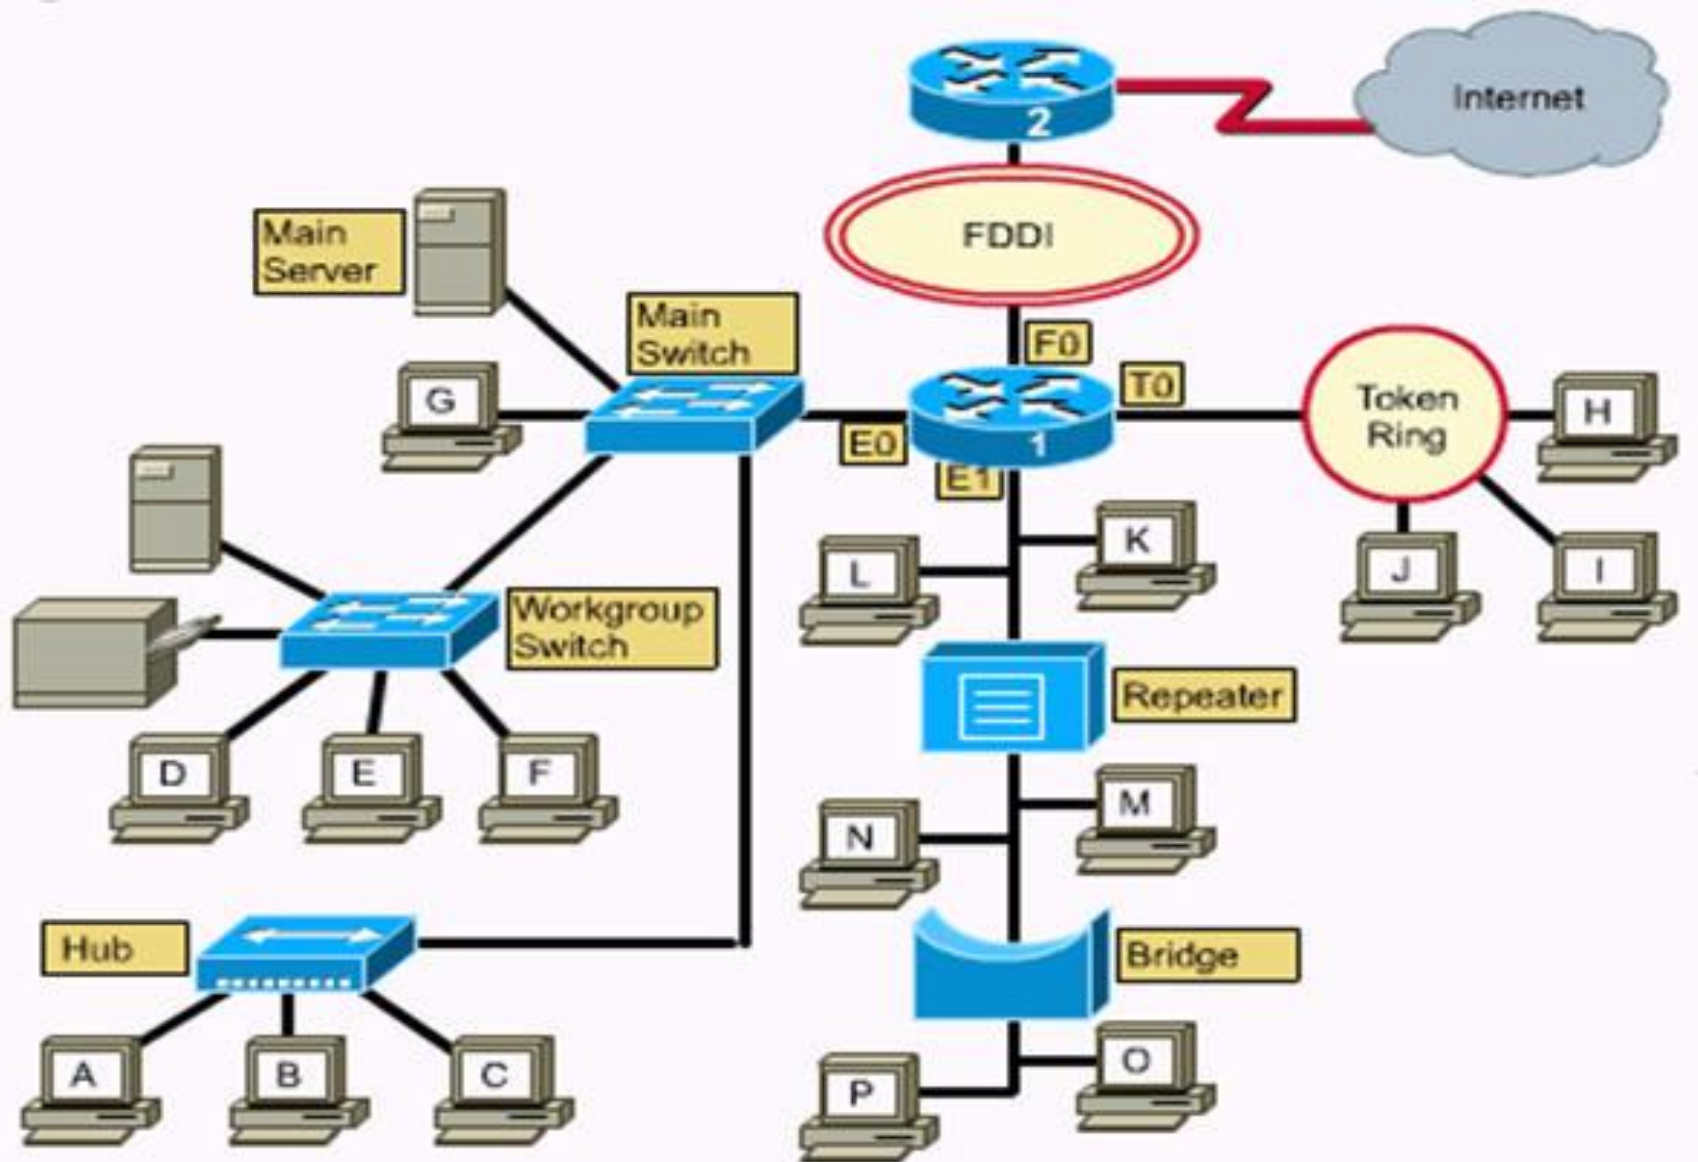 2
Internet
FDDI
Main
Server
Main
Switch
F0
T0
G
E0
1
E1
Token
Ring
H
L
K
J
I
Workgroup
Switch
Repeater
D
E
F
N
M
Hub
Bridge
A
B
C
P
O